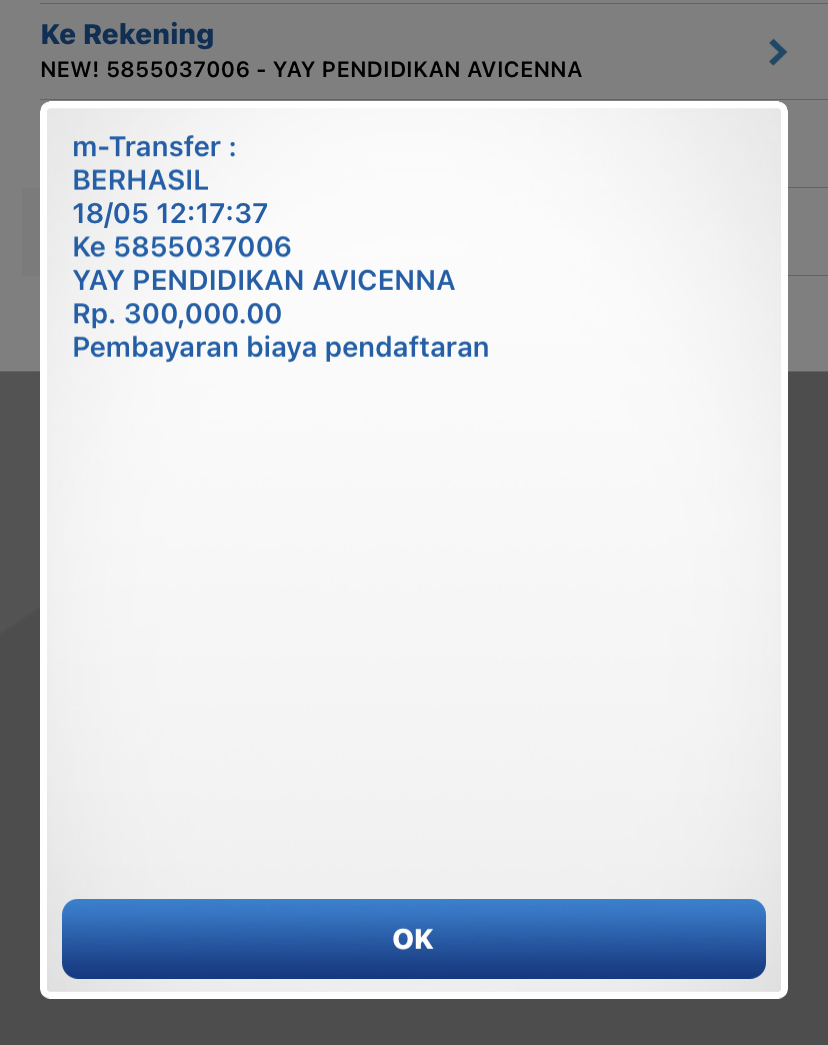 Ke Rekening
NEW! 5855037006 - YAY PENDIDIKAN AVICENNA
m-Transfer :
BERHASIL
18/05 12:17:37
Ke 5855037006
YAY PENDIDIKAN AVICENNA
Rp. 300,000.00
Pembayaran biaya pendaftaran
OK